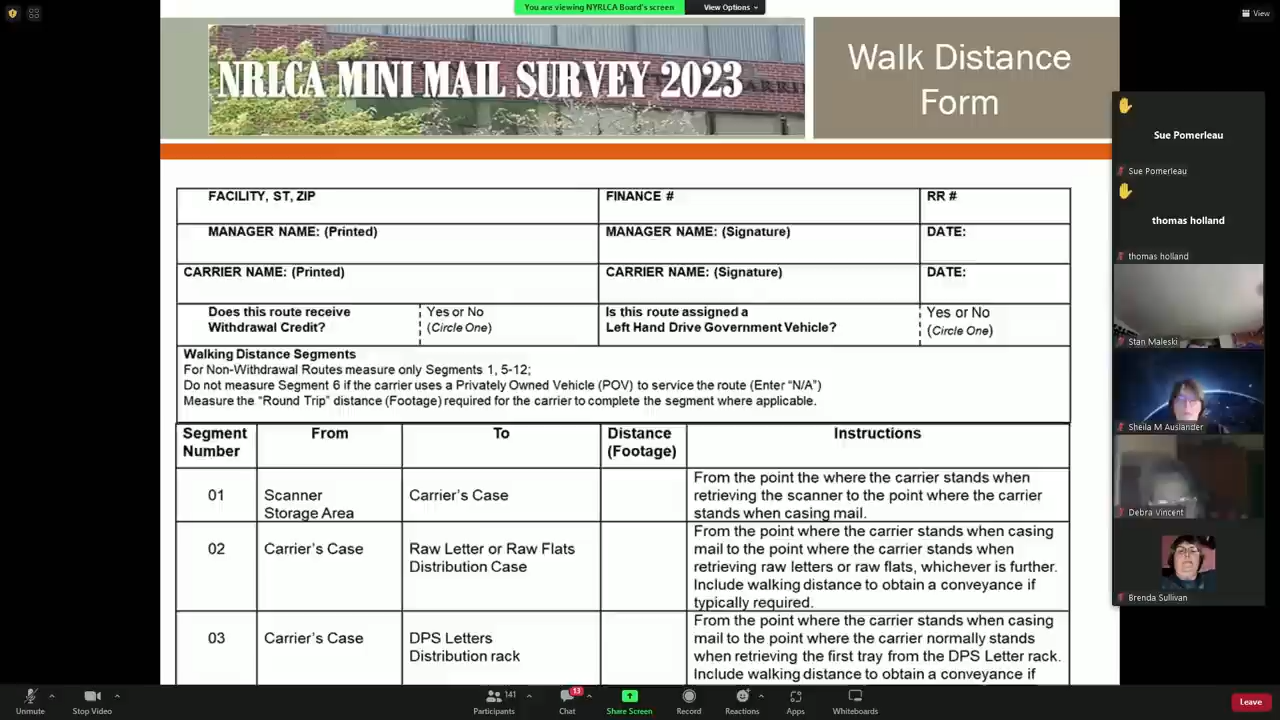 You are viewing NYRLCA Board's screen
View Options
View
NRLCA MINI MAIL SURVEY 2023
Walk Distance
Form
FACILITY, ST, ZIP
FINANCE #
RR #
MANAGER NAME: (Printed)
MANAGER NAME: (Signature)
DATE:
CARRIER NAME: (Printed)
CARRIER NAME: (Signature)
DATE:
Does this route receive
Withdrawal Credit?
Yes or No
(Circle One)
Is this route assigned a
Left Hand Drive Government Vehicle?
Yes or No
(Circle One)
Walking Distance Segments
For Non-Withdrawal Routes measure only Segments 1, 5-12;
Do not measure Segment 6 if the carrier uses a Privately Owned Vehicle (POV) to service the route (Enter “N/A”)
Measure the “Round Trip” distance (Footage) required for the carrier to complete the segment where applicable.
Segment
Number
From
To
Distance
(Footage)
Instructions
01
Scanner
Storage Area
Carrier’s Case
From the point the where the carrier stands when
retrieving the scanner to the point where the carrier
stands when casing mail.
02
Carrier’s Case
Raw Letter or Raw Flats
Distribution Case
From the point where the carrier stands when casing
mail to the point where the carrier stands when
retrieving raw letters or raw flats, whichever is further.
Include walking distance to obtain a conveyance if
typically required.
03
Carrier’s Case
DPS Letters
Distribution rack
From the point where the carrier stands when casing
mail to the point where the carrier normally stands
when retrieving the first tray from the DPS Letter rack.
Include walking distance to obtain a conveyance if
Sue Pomerleau
Sue Pomerleau
thomas holland
thomas holland
Stan Maleski
Sheila M Auslander
Debra Vincent
Brenda Sullivan
Unmute
Stop Video
Participants
141
Chat
13
Share Screen
Record
Reactions
Apps
Whiteboards
Leave